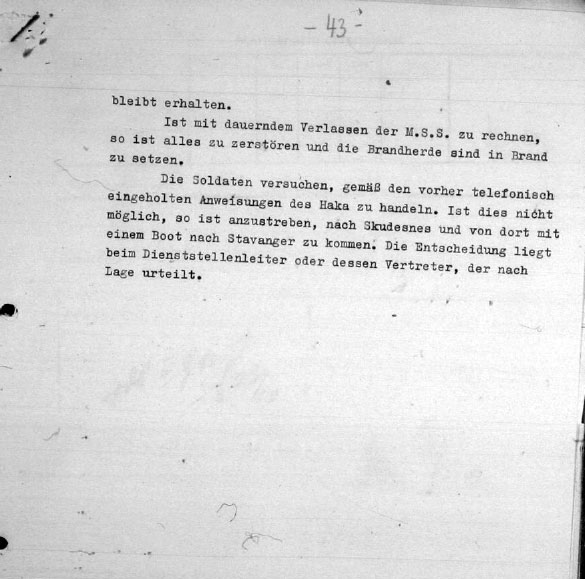 - 43 -
bleibt erhalten.
Ist mit dauerndem Verlassen der M.S.S. zu rechnen,
so ist alles zu zerstören und die Brandherde sind in Brand
zu setzen.
Die Soldaten versuchen, gemäß den vorher telefonisch
eingeholten Anweisungen des Haka zu handeln. Ist dies nicht
möglich, so ist anzustreben, nach Skudesnes und von dort mit
einem Boot nach Stavanger zu kommen. Die Entscheidung liegt
beim Dienststellenleiter oder dessen Vertreter, der nach
Lage urteilt.